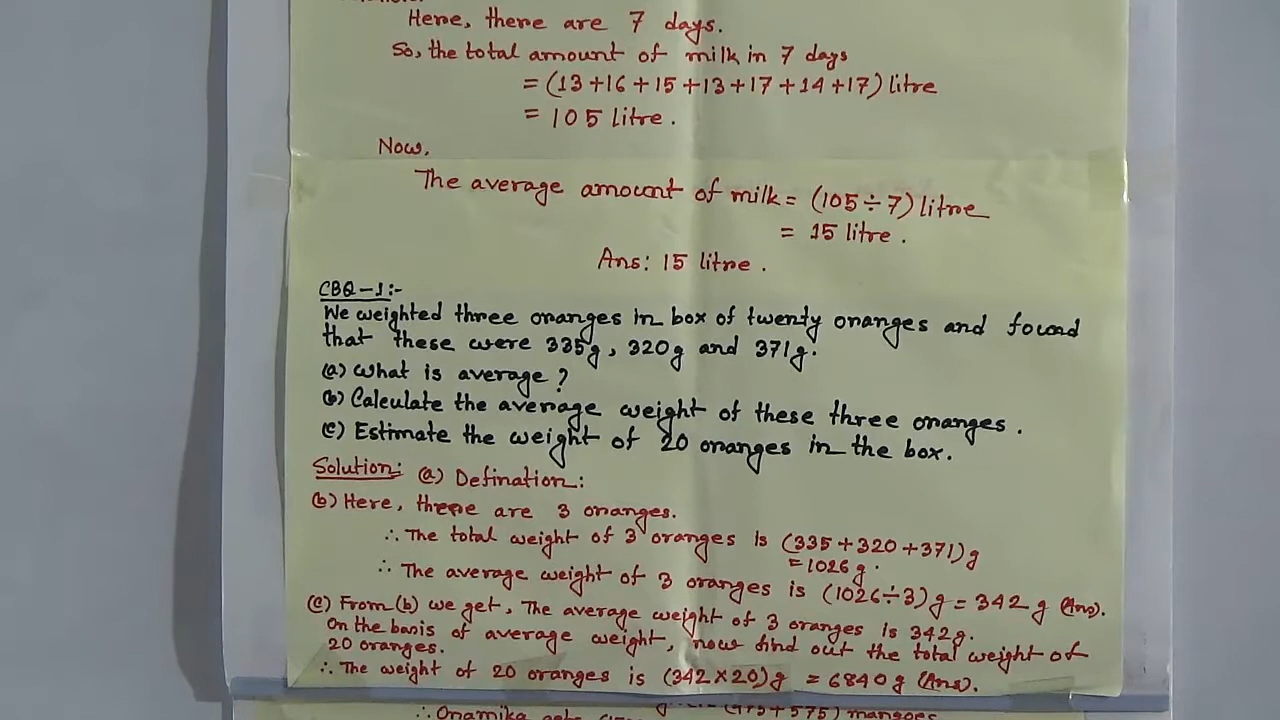 Here, there are 7 days.
So, the total amount of milk in 7 days
= (13+16+15+13+17+14+17) litre
= 105 litre.
Now,
The average amount of milk = (105÷7) litre
= 15 litre.
Ans: 15 litre.
CBQ-1:-
We weighted three oranges in box of twenty oranges and found
that these were 335g, 320g and 371g.
(a) What is average?
(b) Calculate the average weight of these three oranges.
(c) Estimate the weight of 20 oranges in the box.
Solution: (a) Defination:
(b) Here, there are 3 oranges.
∴ The total weight of 3 oranges is (335+320+371)g
=1026g.
∴ The average weight of 3 oranges is (1026÷3)g = 342g (Ans).
(c) From (b) we get, The average weight of 3 oranges is 342g.
On the basis of average weight, now find out the total weight of
20 oranges.
∴ The weight of 20 oranges is (342×20)g = 6840g (Ans).
∴ Onamika (475+575) mangoes